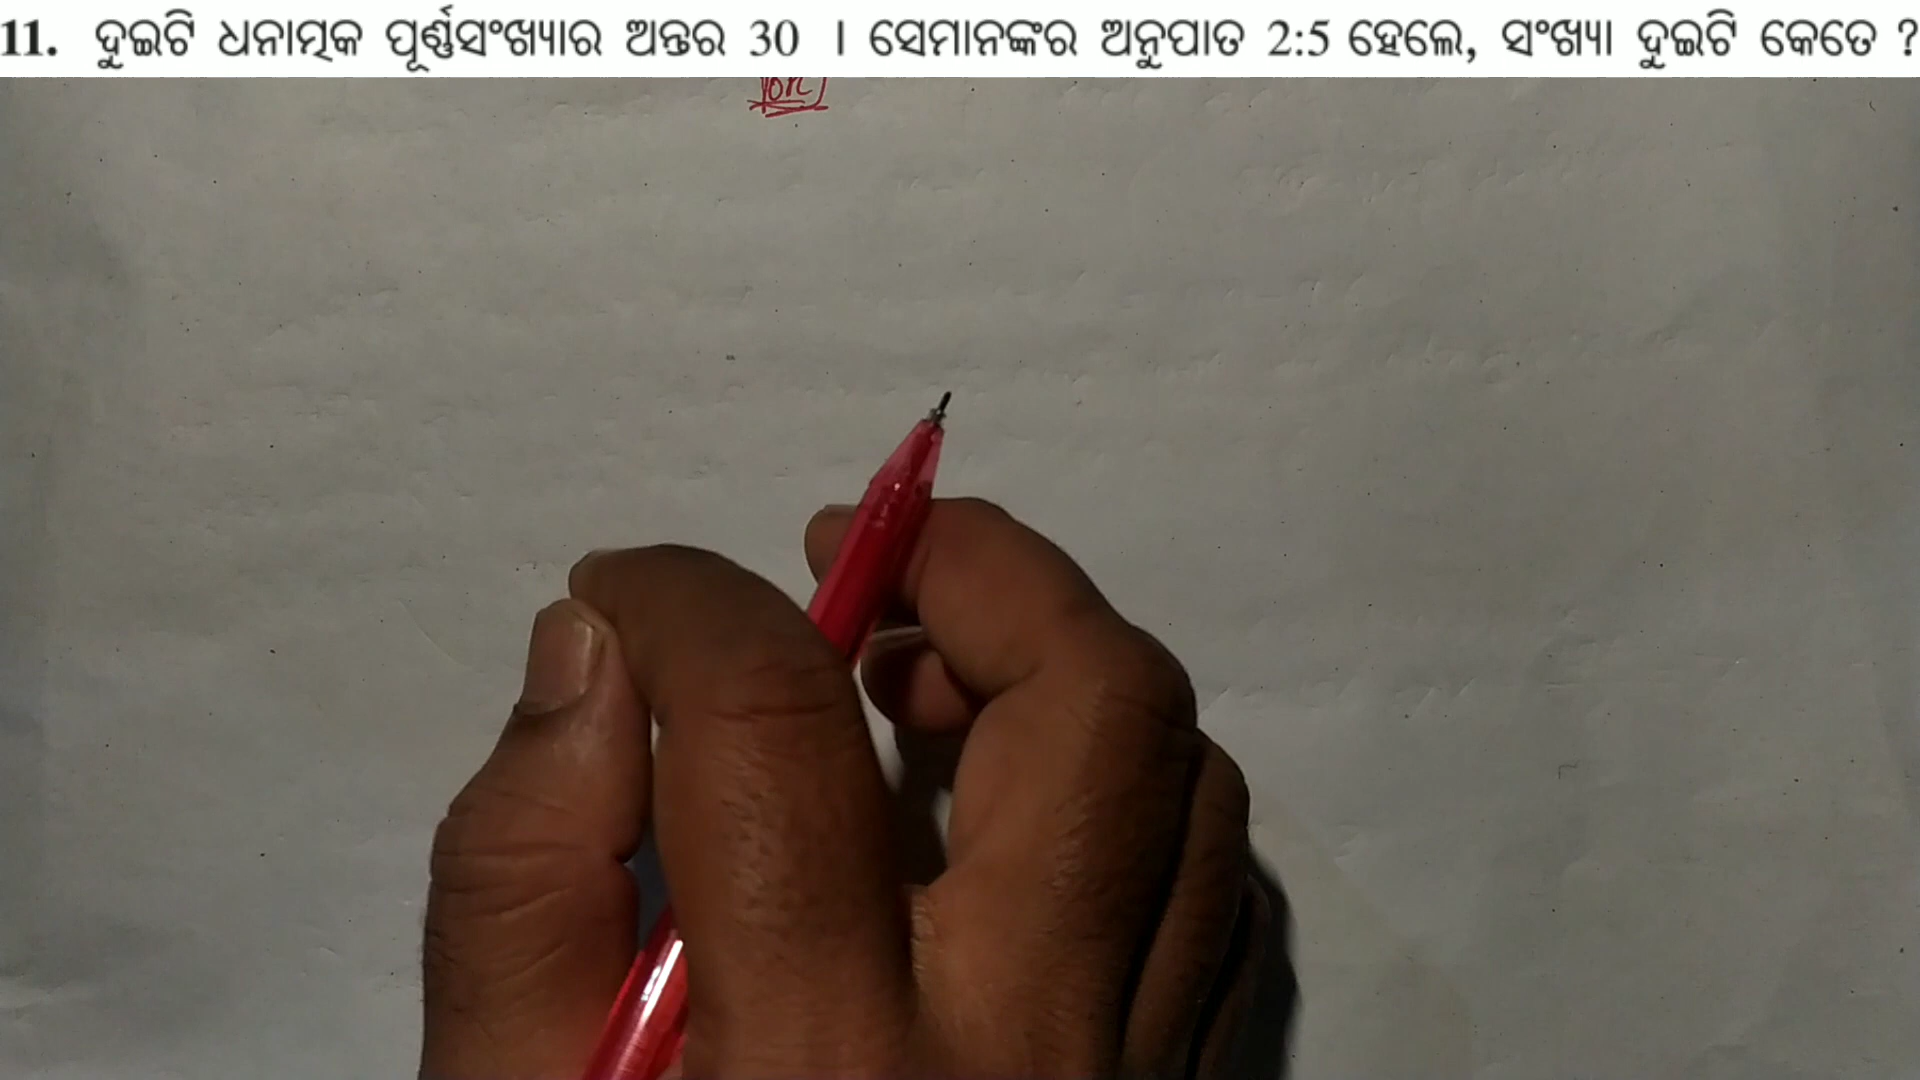 11. ଦୁଇଟି ଧନାତ୍ମକ ପୂର୍ଣ୍ଣସଂଖ୍ୟାର ଅନ୍ତର 30 । ସେମାନଙ୍କର ଅନୁପାତ 2:5 ହେଲେ, ସଂଖ୍ୟା ଦୁଇଟି କେତେ ?